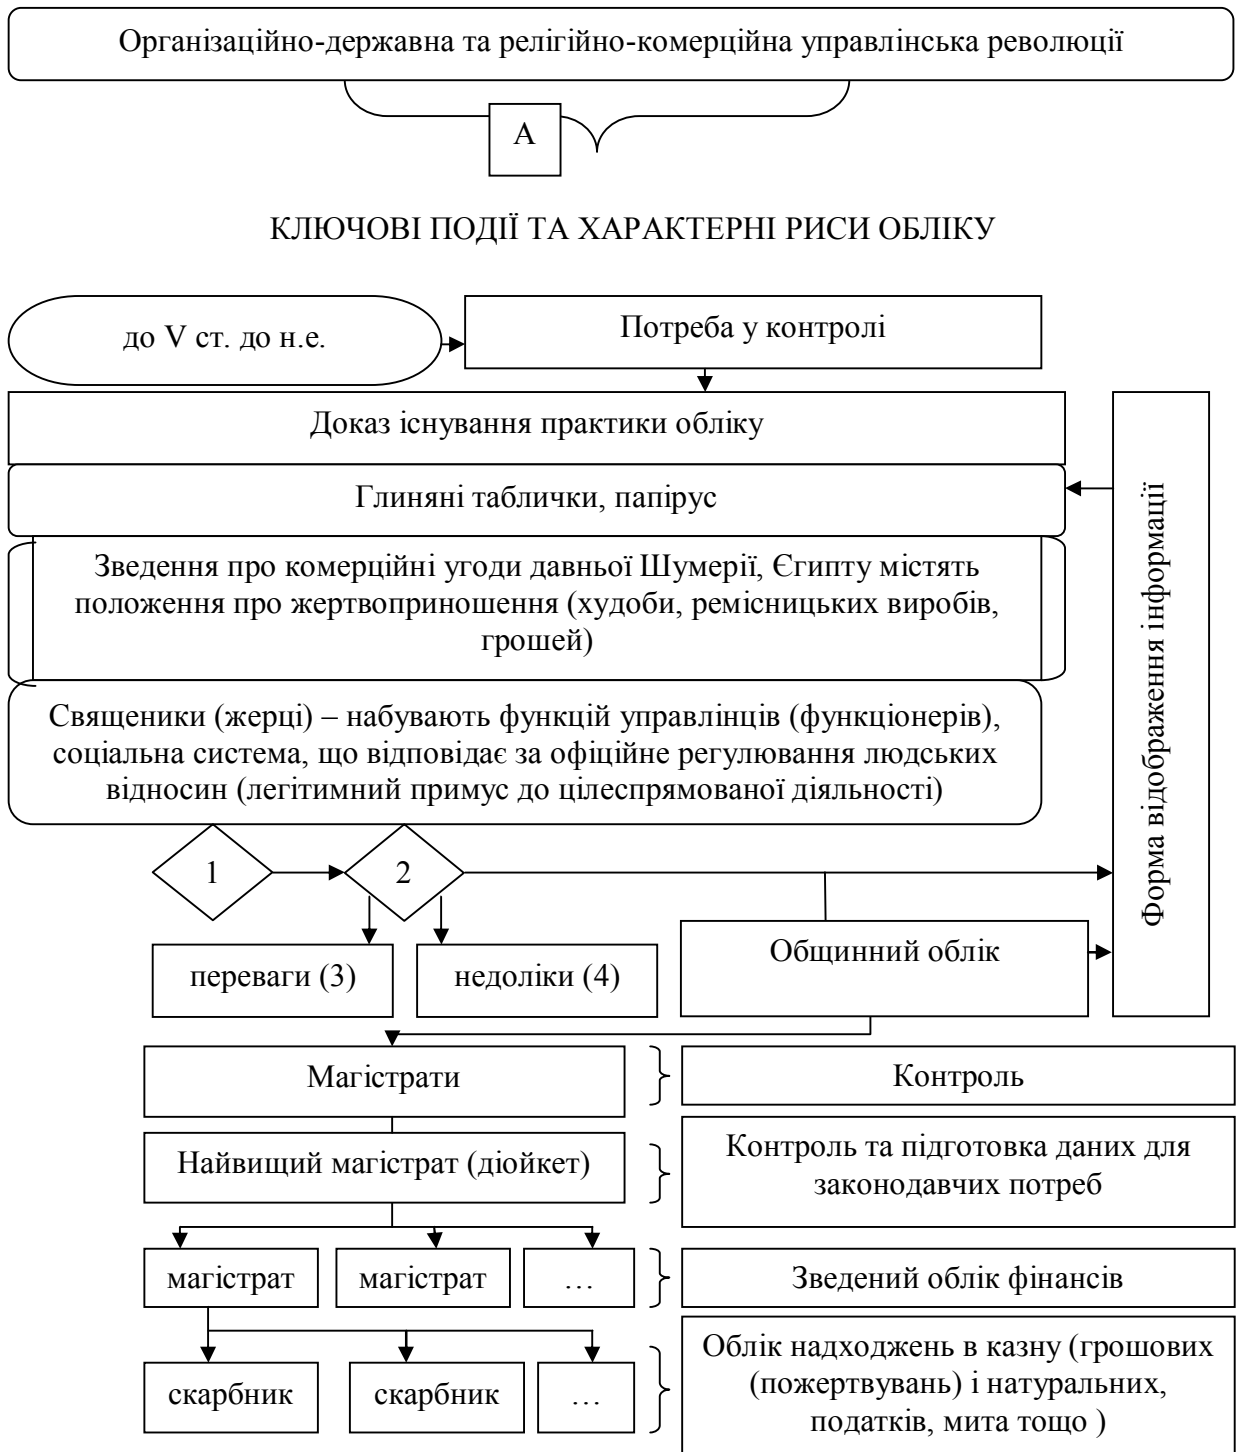 Організаційно-державна та релігійно-комерційна управлінська революції
А
КЛЮЧОВІ ПОДІЇ ТА ХАРАКТЕРНІ РИСИ ОБЛІКУ
до V ст. до н.е.
Потреба у контролі
Доказ існування практики обліку
Глиняні таблички, папірус
Зведення про комерційні угоди давньої Шумерії, Єгипту містять
положення про жертвоприношення (худоби, ремісницьких виробів,
грошей)
Священики (жерці) – набувають функцій управлінців (функціонерів),
соціальна система, що відповідає за офіційне регулювання людських
відносин (легітимний примус до цілеспрямованої діяльності)
Форма відображення інформації
1
2
переваги (3)
недоліки (4)
Общинний облік
Магістрати
Контроль
Найвищий магістрат (діойкет)
Контроль та підготовка даних для
законодавчих потреб
магістрат
магістрат
…
Зведений облік фінансів
скарбник
скарбник
…
Облік надходжень в казну (грошових
(пожертвувань) і натуральних,
податків, мита тощо )